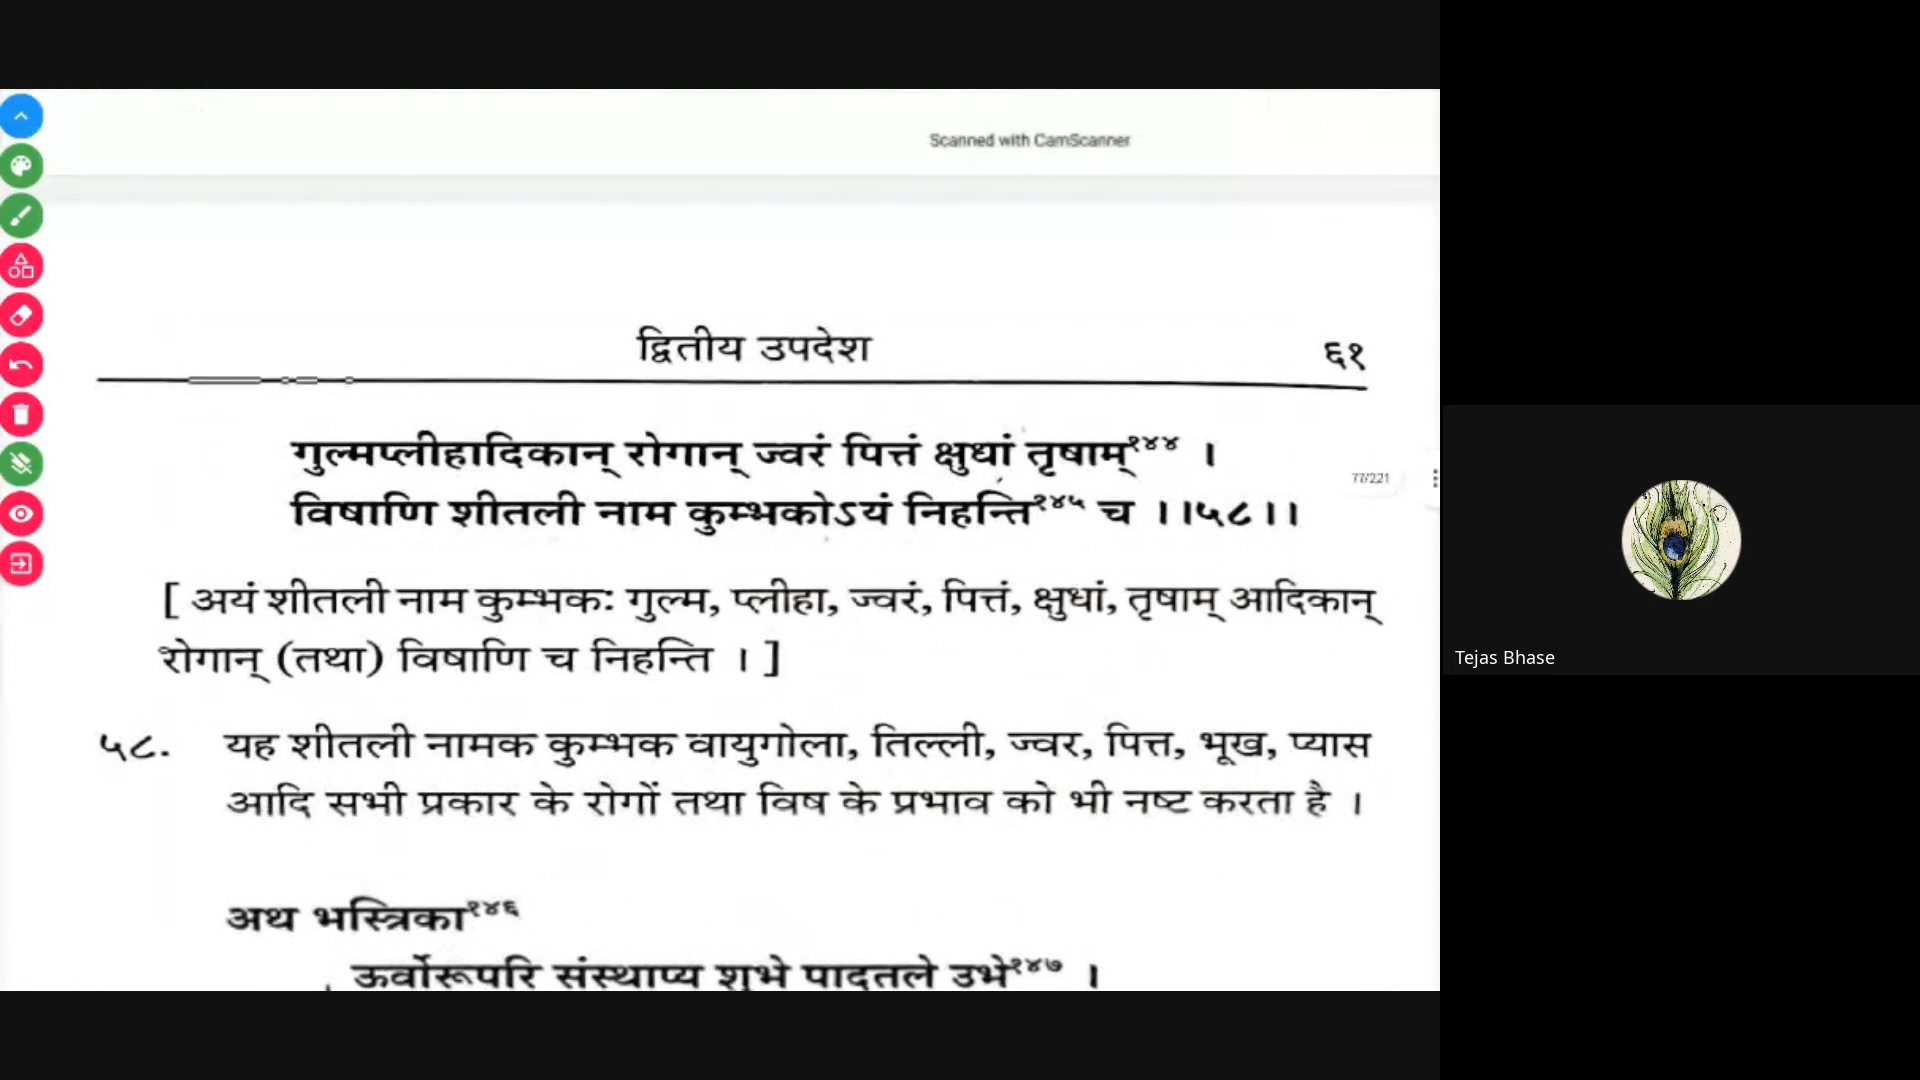 Scanned with CamScanner
द्वितीय उपदेश ६१
गुल्मप्लीहादिकान् रोगान् ज्वरं पित्तं क्षुधां तृषाम्१४४ ।
77/221
विषाणि शीतली नाम कुम्भकोऽयं निहन्ति१४५ च ।।५८।।
[ अयं शीतली नाम कुम्भकः गुल्म, प्लीहा, ज्वरं, पित्तं, क्षुधां, तृषाम् आदिकान्
रोगान् (तथा) विषाणि च निहन्ति । ]
५८. यह शीतली नामक कुम्भक वायुगोला, तिल्ली, ज्वर, पित्त, भूख, प्यास
आदि सभी प्रकार के रोगों तथा विष के प्रभाव को भी नष्ट करता है ।
अथ भस्त्रिका१४६
ऊर्वोरूपरि संस्थाप्य शुभे पादतले उभे१४७ ।
Tejas Bhase